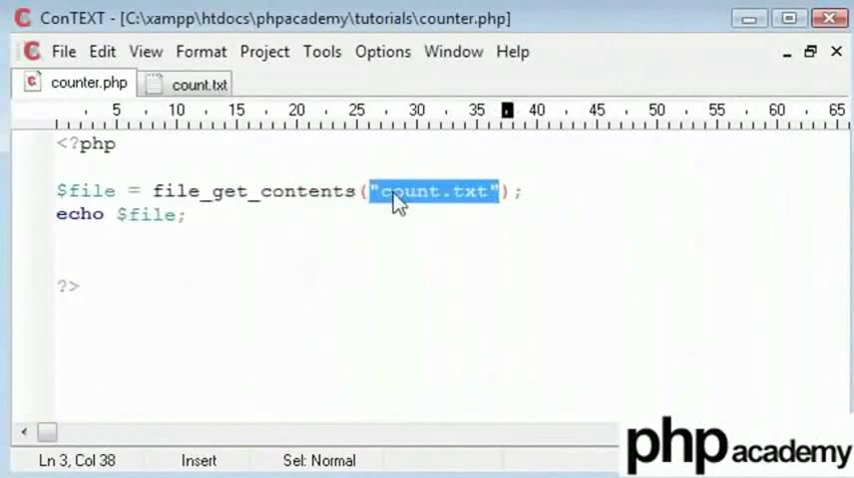 ConTEXT - [C:\xampp\htdocs\phpacademy\tutorials\counter.php]
File Edit View Format Project Tools Options Window Help
counter.php count.txt
5 10 15 20 25 30 35 40 45 50 55 60 65
<?php
$file = file_get_contents("count.txt");
echo $file;
?>
Ln 3, Col 38 Insert Sel: Normal
php academy